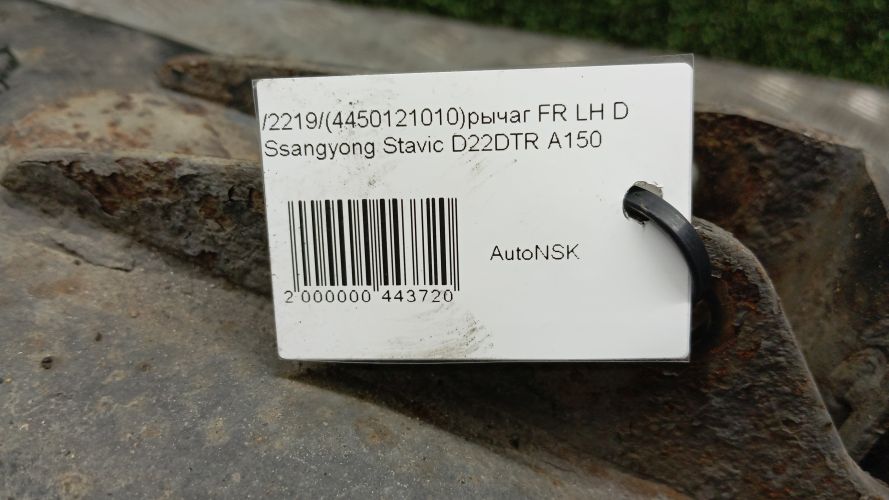 /2219/(4450121010)рычаг FR LH D
Ssangyong Stavic D22DTR A150
AutoNSK
2 000000 443720